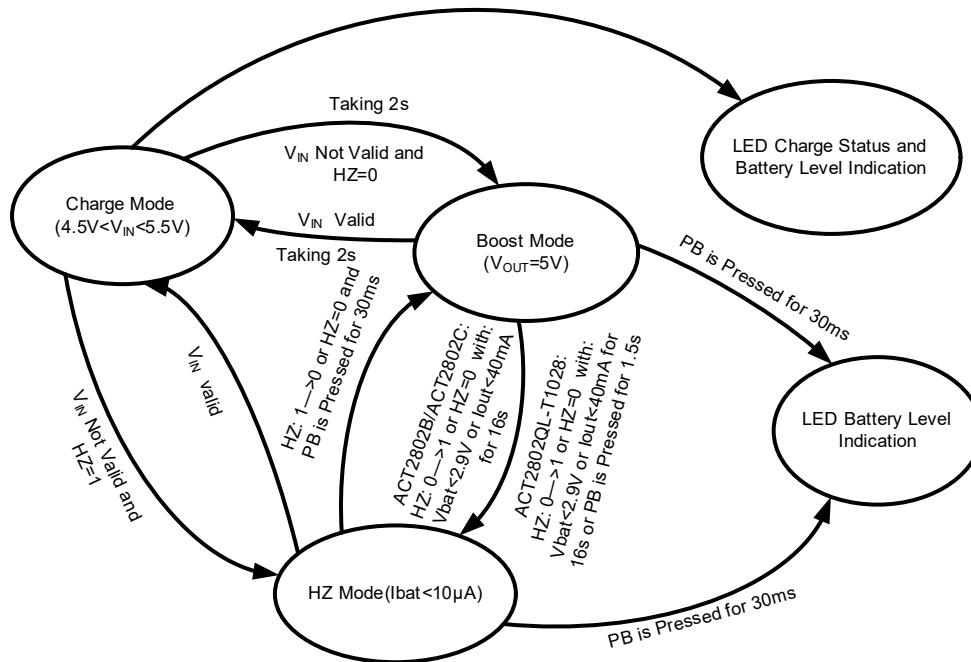 Taking 2s
V_IN Not Valid and
HZ=0
LED Charge Status and
Battery Level Indication
Charge Mode
(4.5V<V_IN<5.5V)
V_IN Valid
Taking 2s
Boost Mode
(V_OUT=5V)
PB is Pressed for 30ms
V_IN valid
HZ: 1—>0 or HZ=0 and
PB is Pressed for 30ms
ACT2802B/ACT2802C:
HZ: 0—>1 or HZ=0 with:
Vbat<2.9V or Iout<40mA
for 16s
ACT2802QL-T1028:
HZ: 0—>1 or HZ=0 with:
Vbat<2.9V or Iout<40mA for
16s or PB is Pressed for 1.5s
LED Battery Level
Indication
V_IN Not Valid and
HZ=1
HZ Mode(Ibat<10μA)
PB is Pressed for 30ms